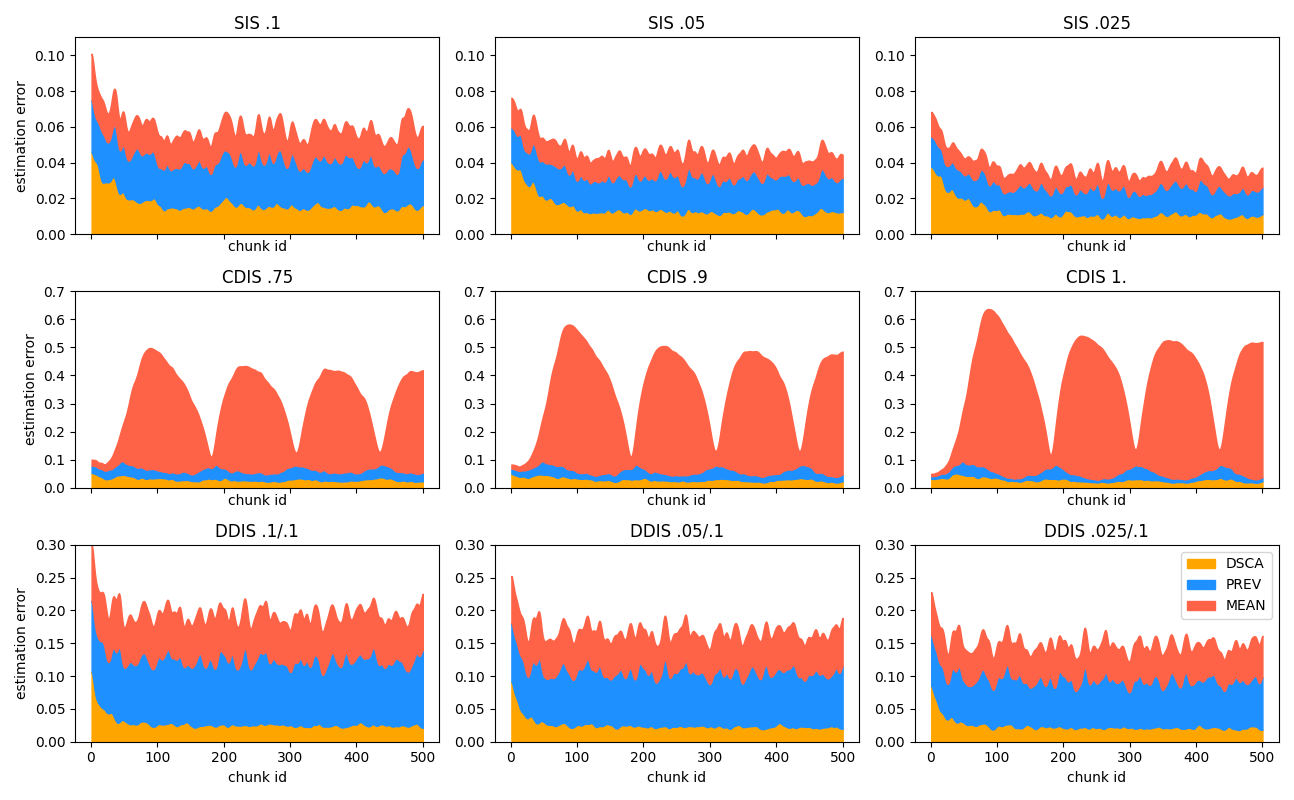 SIS .1 SIS .05 SIS .025
estimation error
0.10 0.10 0.10
0.08 0.08 0.08
0.06 0.06 0.06
0.04 0.04 0.04
0.02 0.02 0.02
0.00 0.00 0.00
chunk id chunk id chunk id
CDIS .75 CDIS .9 CDIS 1.
estimation error
0.7 0.7 0.7
0.6 0.6 0.6
0.5 0.5 0.5
0.4 0.4 0.4
0.3 0.3 0.3
0.2 0.2 0.2
0.1 0.1 0.1
0.0 0.0 0.0
chunk id chunk id chunk id
DDIS .1/.1 DDIS .05/.1 DDIS .025/.1
estimation error
0.30 0.30 0.30
0.25 0.25 0.25
0.20 0.20 0.20
0.15 0.15 0.15
0.10 0.10 0.10
0.05 0.05 0.05
0.00 0.00 0.00
DSCA
PREV
MEAN
0 100 200 300 400 500 0 100 200 300 400 500 0 100 200 300 400 500
chunk id chunk id chunk id